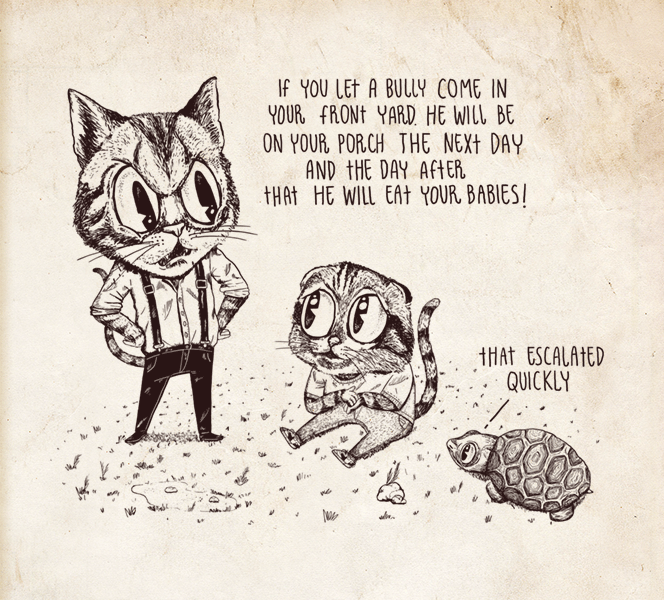 IF YOU LET A BULLY COME IN
YOUR FRONT YARD, HE WILL BE
ON YOUR PORCH THE NEXT DAY
AND THE DAY AFTER
THAT HE WILL EAT YOUR BABIES!
THAT ESCALATED
QUICKLY